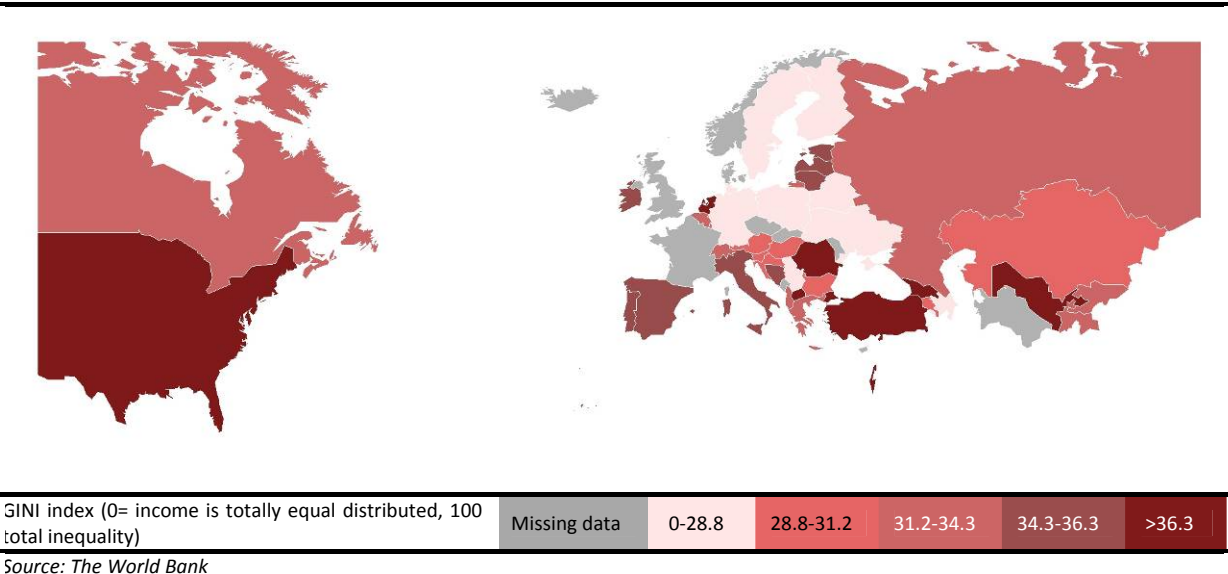 GINI index (0= income is totally equal distributed, 100
total inequality)
Missing data
0-28.8
28.8-31.2
31.2-34.3
34.3-36.3
>36.3
Source: The World Bank